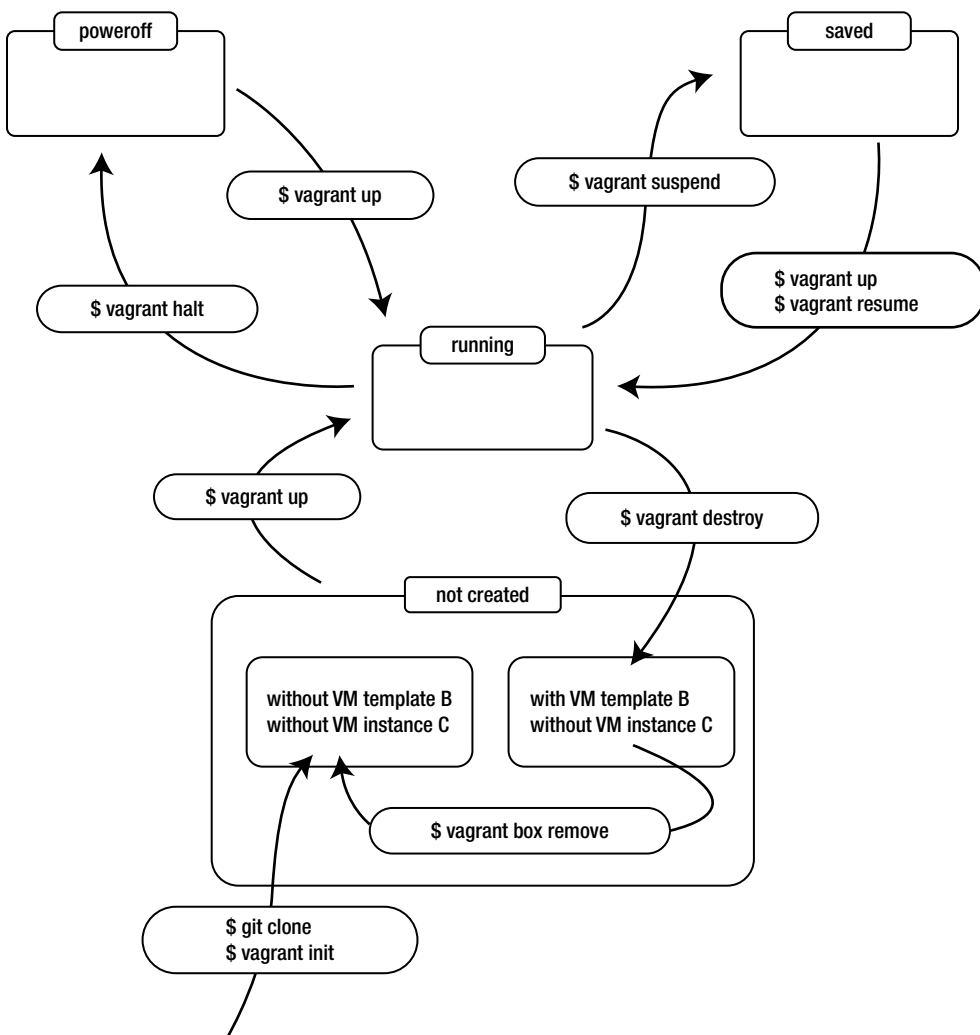 poweroff
saved
$ vagrant up
$ vagrant suspend
$ vagrant halt
$ vagrant up
$ vagrant resume
running
$ vagrant up
$ vagrant destroy
not created
without VM template B
without VM instance C
with VM template B
without VM instance C
$ vagrant box remove
$ git clone
$ vagrant init